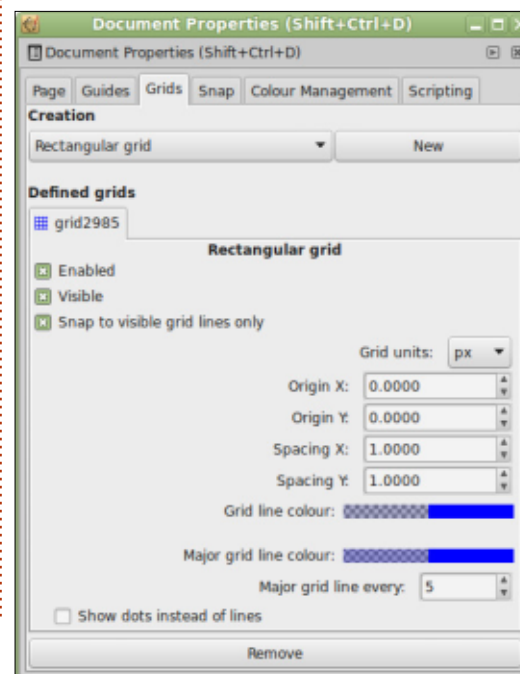 Document Properties (Shift+Ctrl+D)
Document Properties (Shift+Ctrl+D)
Page Guides Grids Snap Colour Management Scripting
Creation
Rectangular grid New
Defined grids
grid2985
Rectangular grid
Enabled
Visible
Snap to visible grid lines only
Grid units: px
Origin X: 0.0000
Origin Y: 0.0000
Spacing X: 1.0000
Spacing Y: 1.0000
Grid line colour:
Major grid line colour:
Major grid line every: 5
Show dots instead of lines
Remove